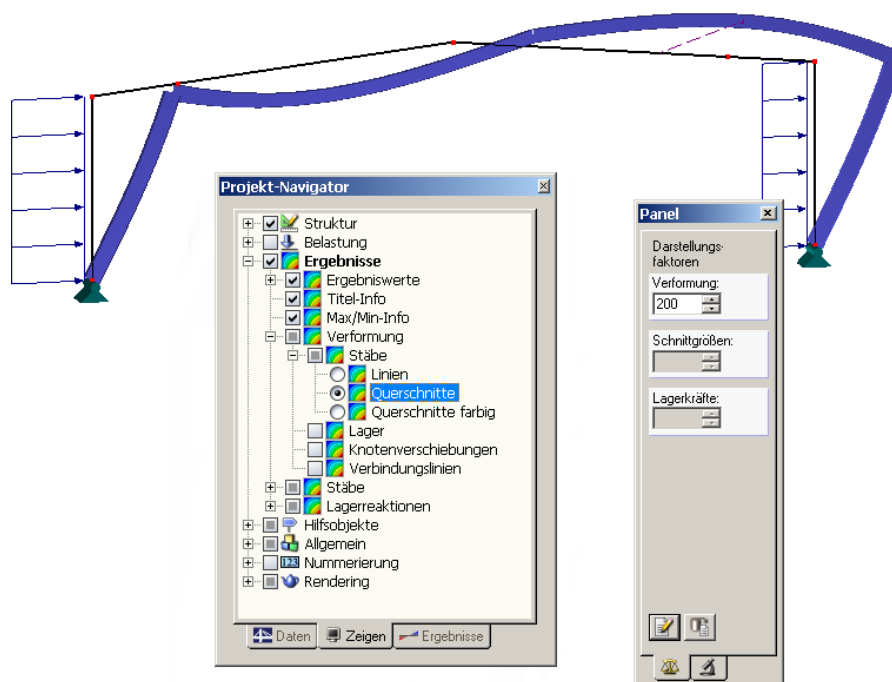 Projekt-Navigator
Struktur
Belastung
Ergebnisse
Ergebniswerte
Titel-Info
Max/Min-Info
Verformung
Stäbe
Linien
Querschnitte
Querschnitte farbig
Lager
Knotenverschiebungen
Verbindungslinien
Stäbe
Lagerreaktionen
Hilfsobjekte
Allgemein
123 Nummerierung
Rendering
Daten Zeigen Ergebnisse
Panel
Darstellungs-
faktoren
Verformung:
200
Schnittgrößen:
Lagerkräfte: